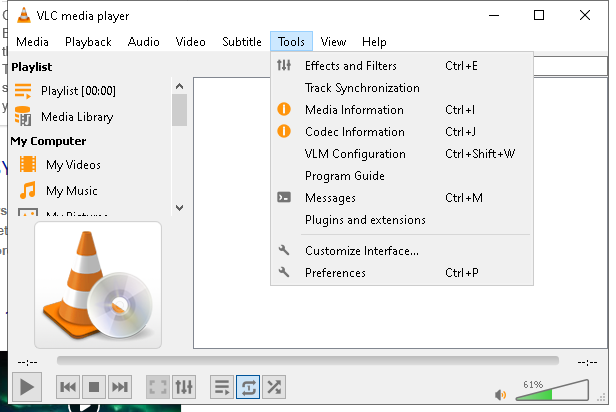 VLC media player
Media Playback Audio Video Subtitle Tools View Help
Playlist
Playlist [00:00]
Media Library
My Computer
My Videos
My Music
My Pictures
Effects and Filters Ctrl+E
Track Synchronization
Media Information Ctrl+I
Codec Information Ctrl+J
VLM Configuration Ctrl+Shift+W
Program Guide
Messages Ctrl+M
Plugins and extensions
Customize Interface...
Preferences Ctrl+P
--:-- --:--
61%